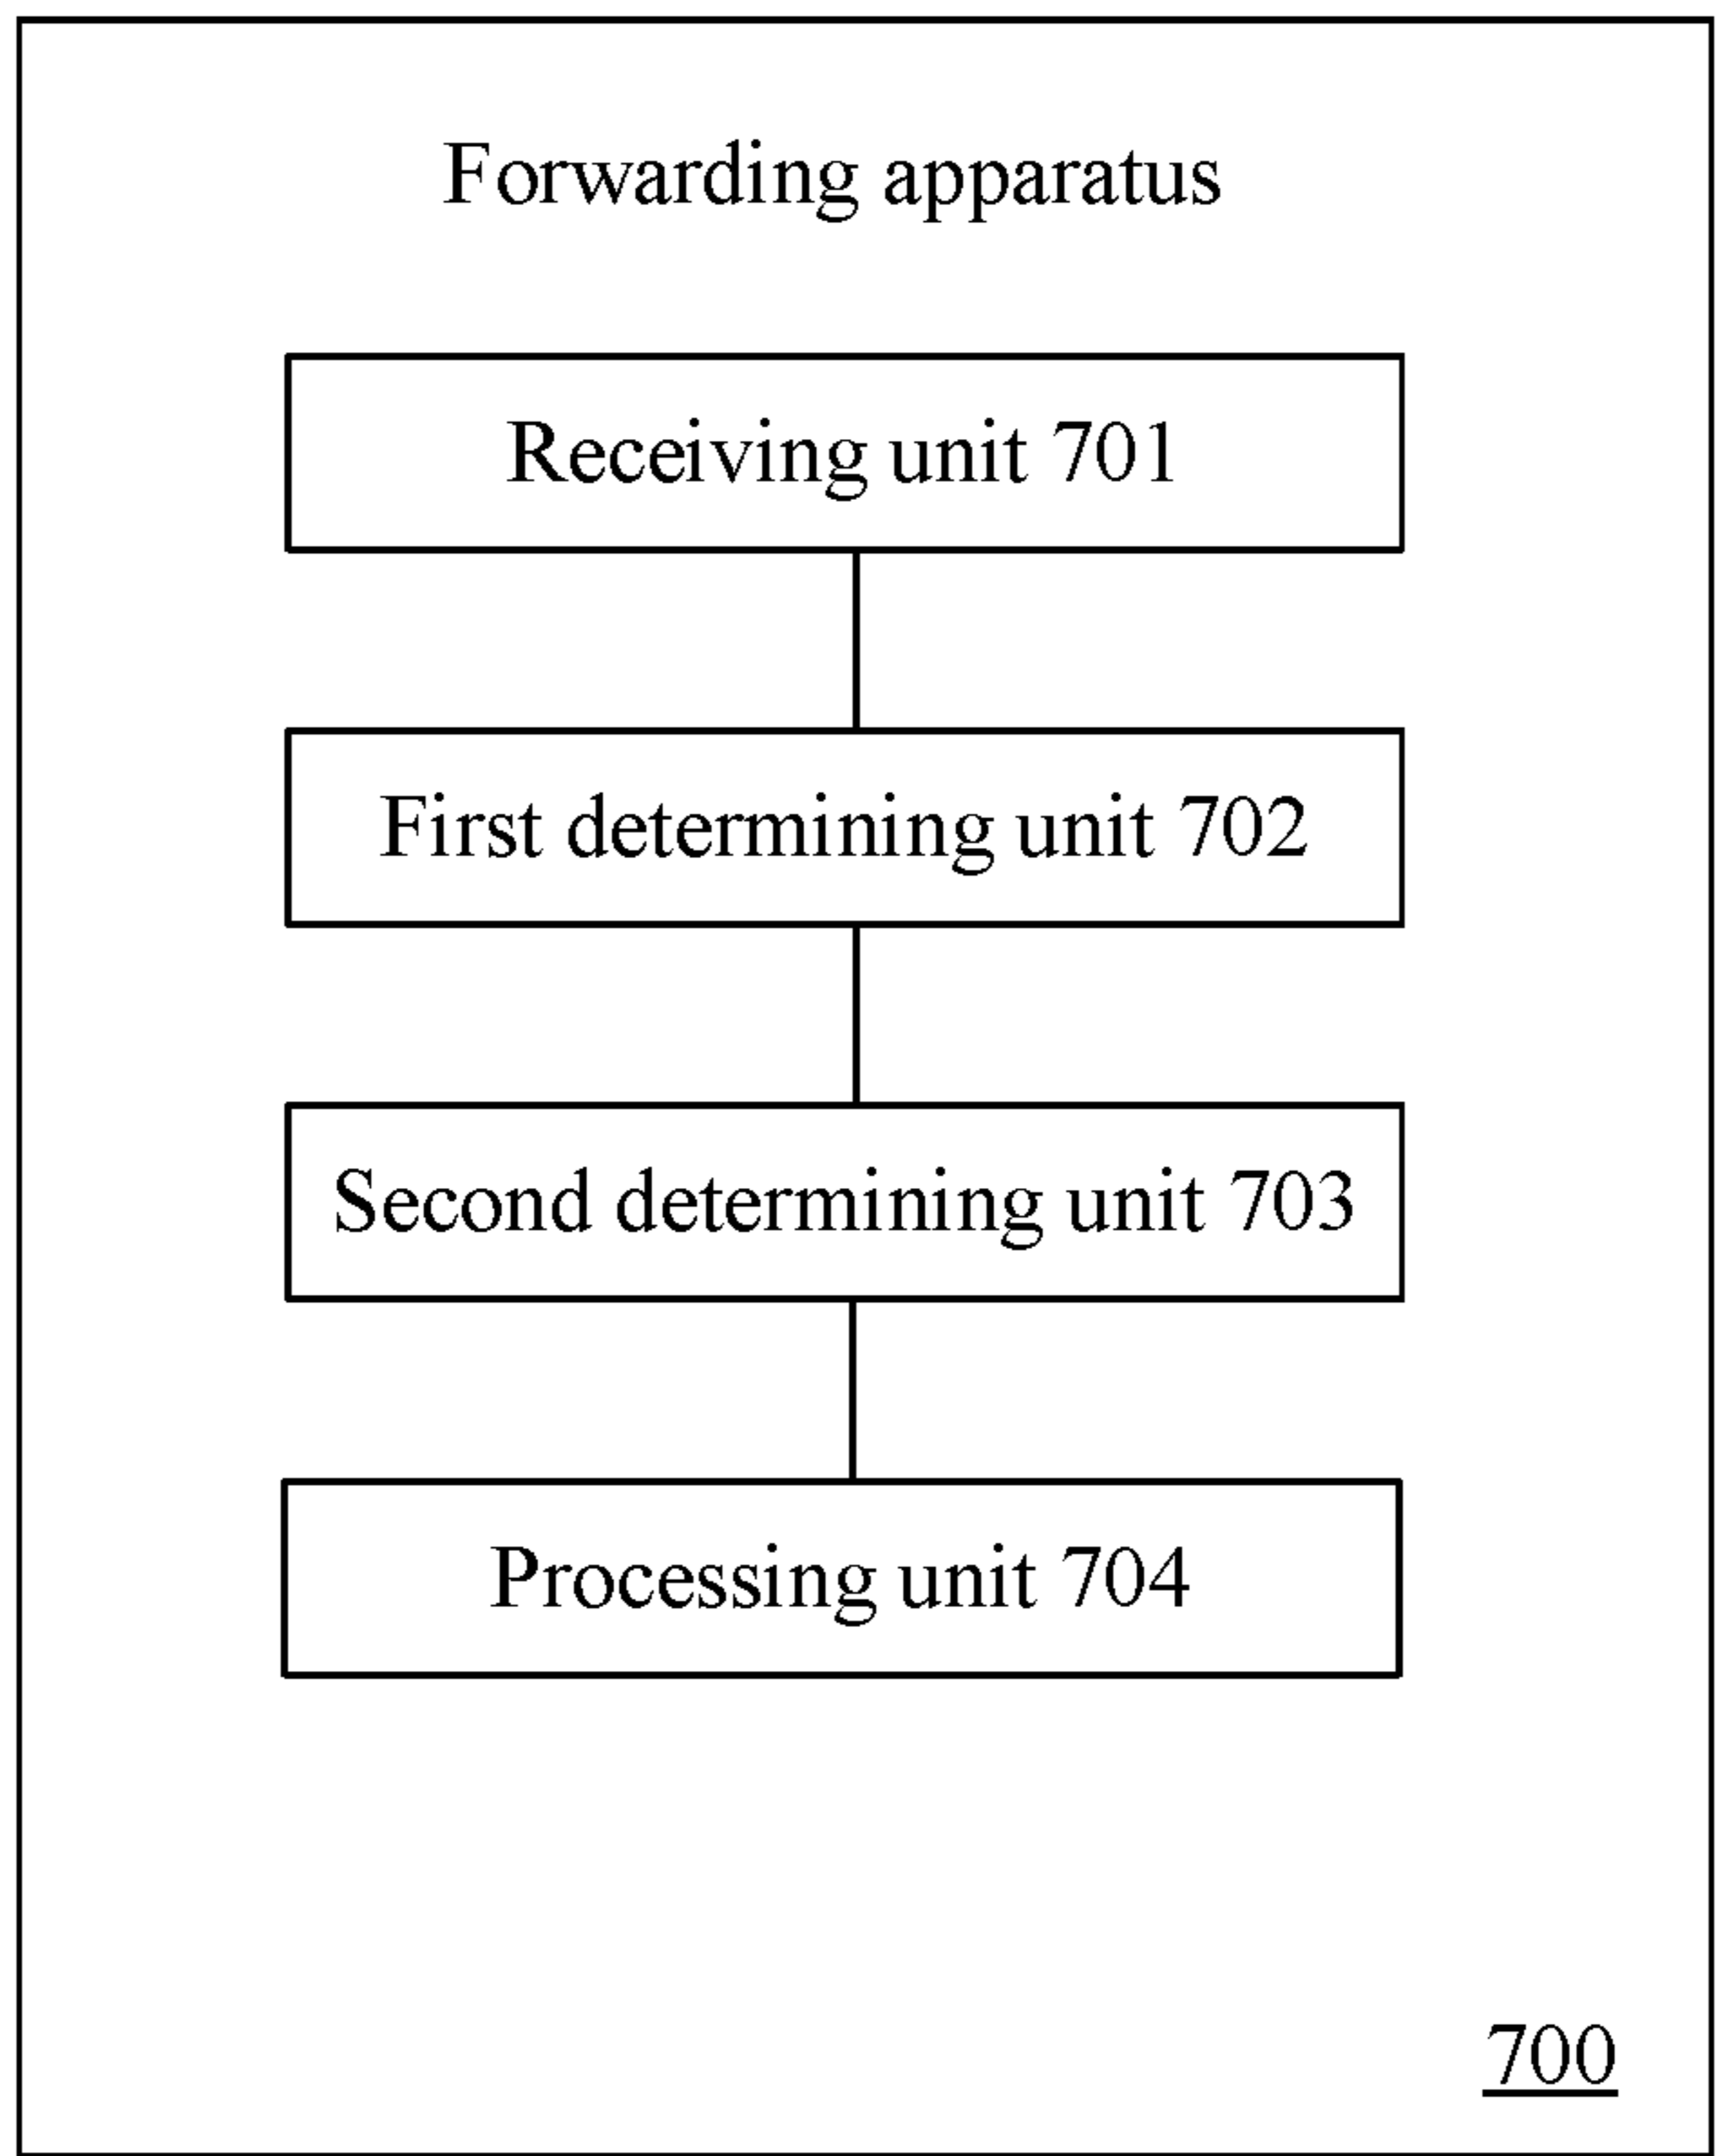 Forwarding apparatus
Receiving unit 701
First determining unit 702
Second determining unit 703
Processing unit 704
700